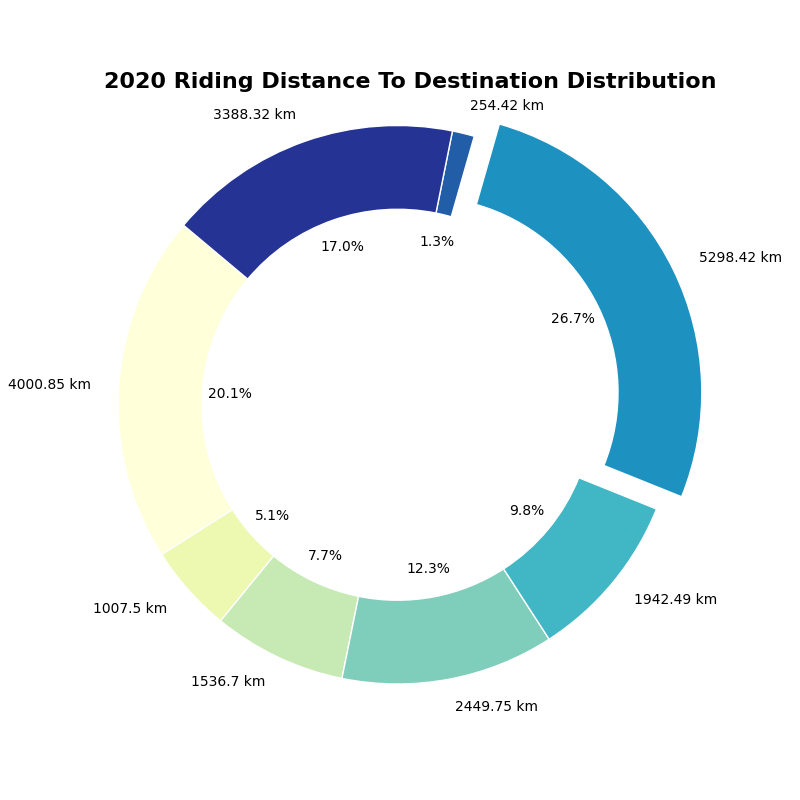 2020 Riding Distance To Destination Distribution
254.42 km
3388.32 km
1.3%
17.0%
5298.42 km
26.7%
4000.85 km
20.1%
9.8%
5.1%
7.7%
12.3%
1942.49 km
1007.5 km
1536.7 km
2449.75 km